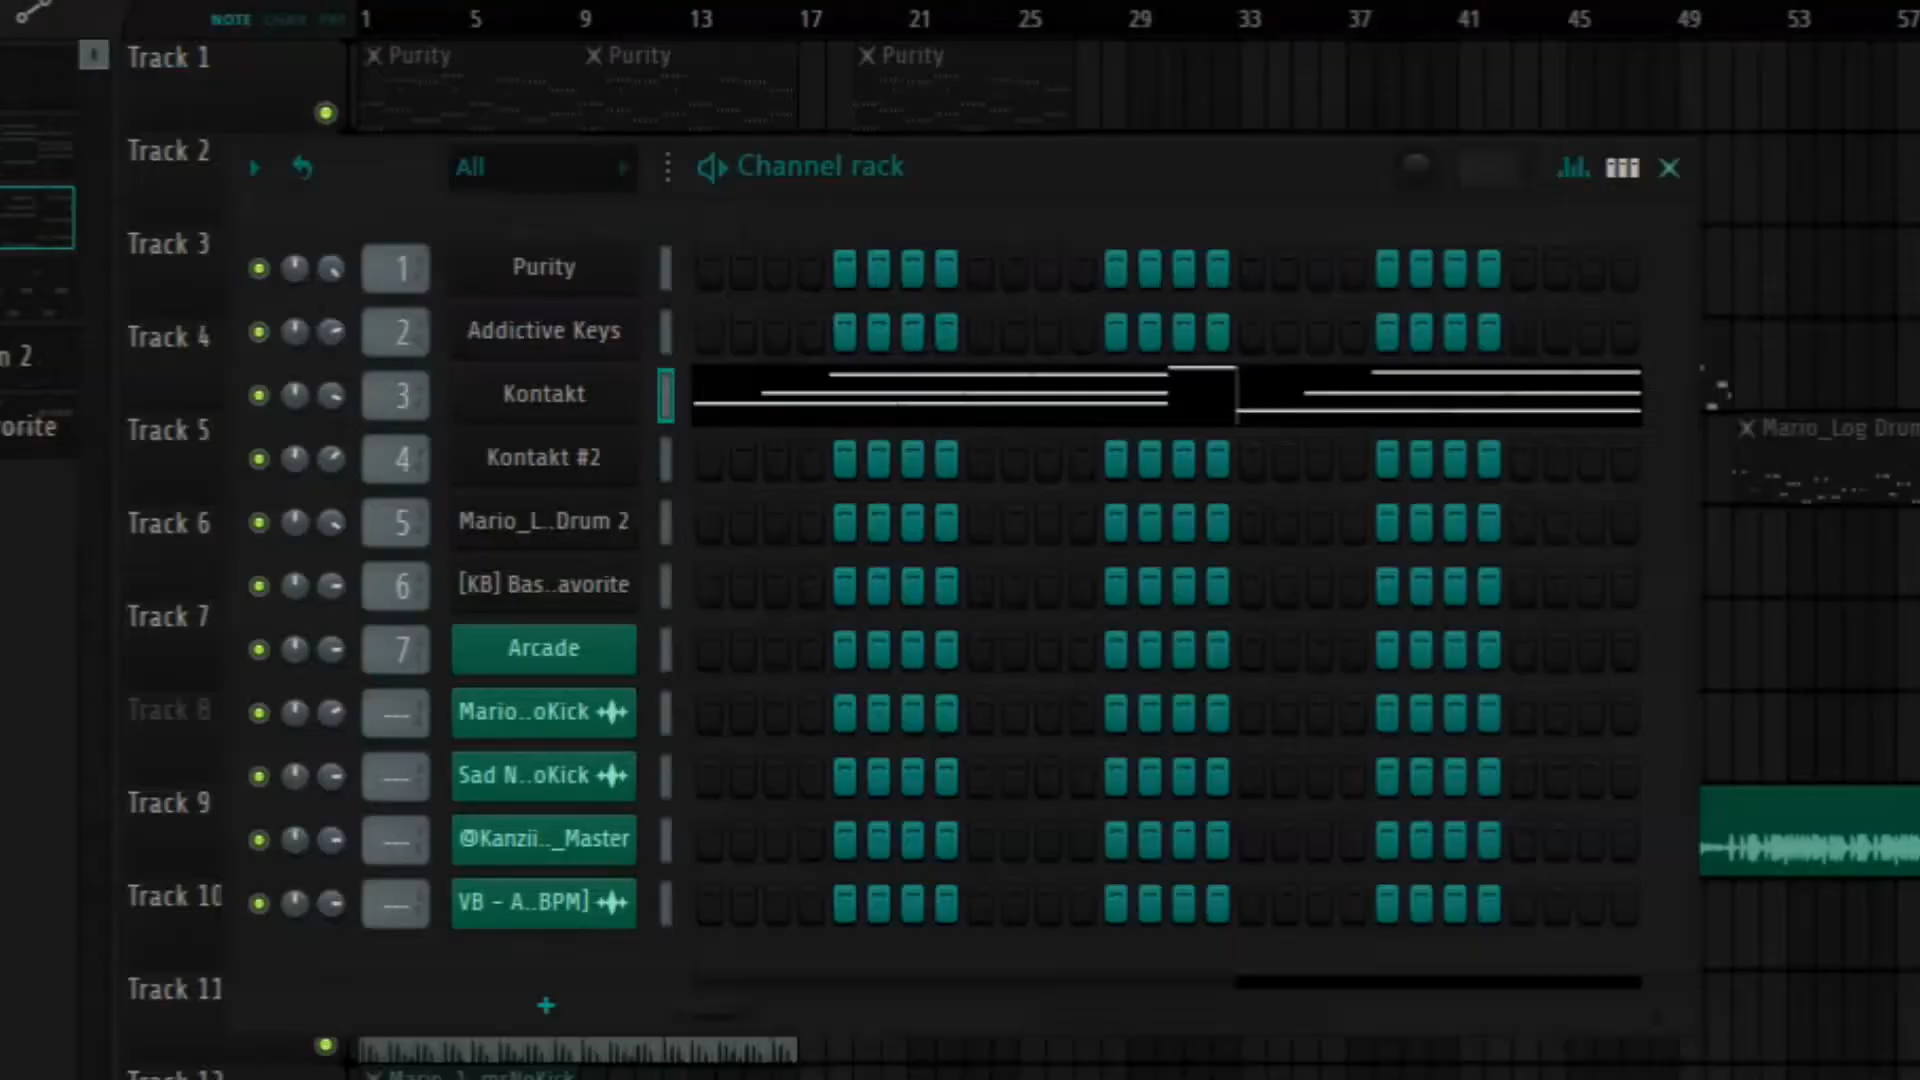 NOTE
1 5 9 13 17 21 25 29 33 37 41 45 49 53 57
Track 1
Purity
Purity
Purity
Track 2
All
Channel rack
Track 3
1 Purity
Track 4
2 Addictive Keys
n 2
3 Kontakt
orite
Track 5
Mario_Log Drum
4 Kontakt #2
Track 6
5 Mario_L..Drum 2
6 [KB] Bas..avorite
Track 7
7 Arcade
Track 8
--- Mario..oKick
--- Sad N..oKick
Track 9
--- @Kanzii.._Master
Track 10
--- VB - A..BPM]
Track 11
Track 12